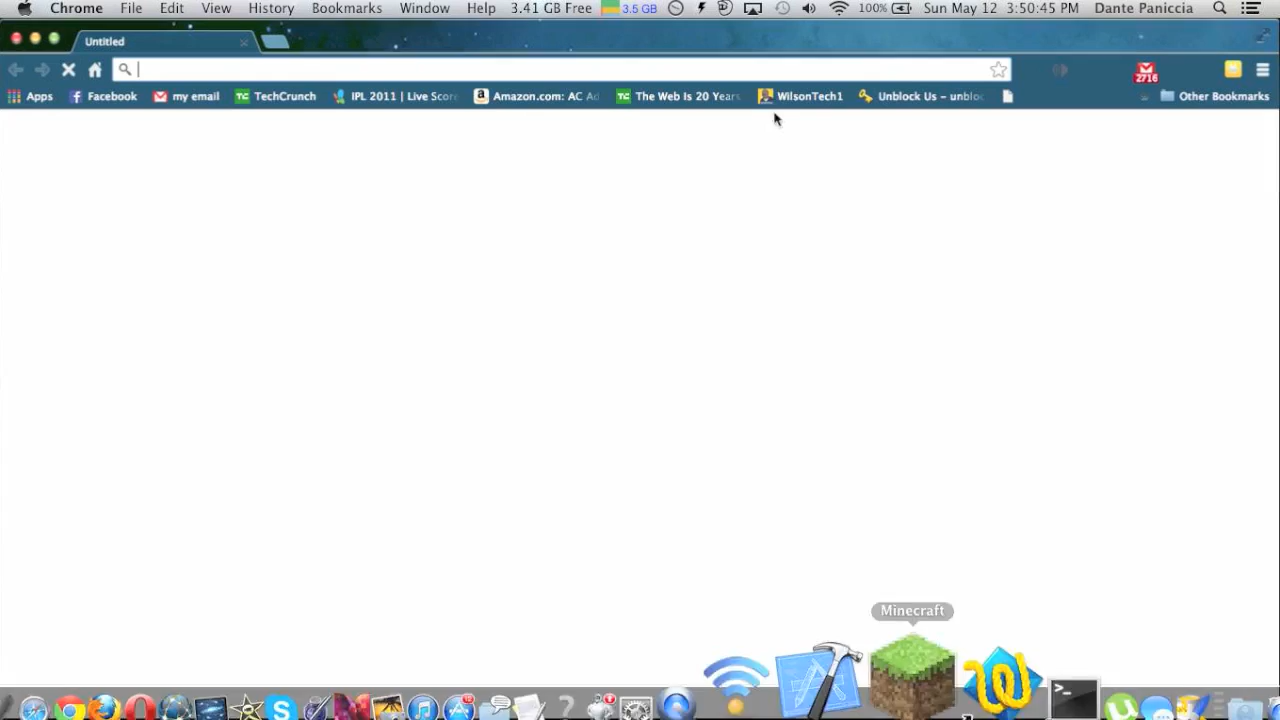 Chrome File Edit View History Bookmarks Window Help 3.41 GB Free 3.5 GB 100% Sun May 12 3:50:45 PM Dante Paniccia
Untitled
2716
Apps Facebook my email TechCrunch IPL 2011 | Live Scor Amazon.com: AC Ad The Web Is 20 Years WilsonTech1 Unblock Us - unblo Other Bookmarks
Minecraft